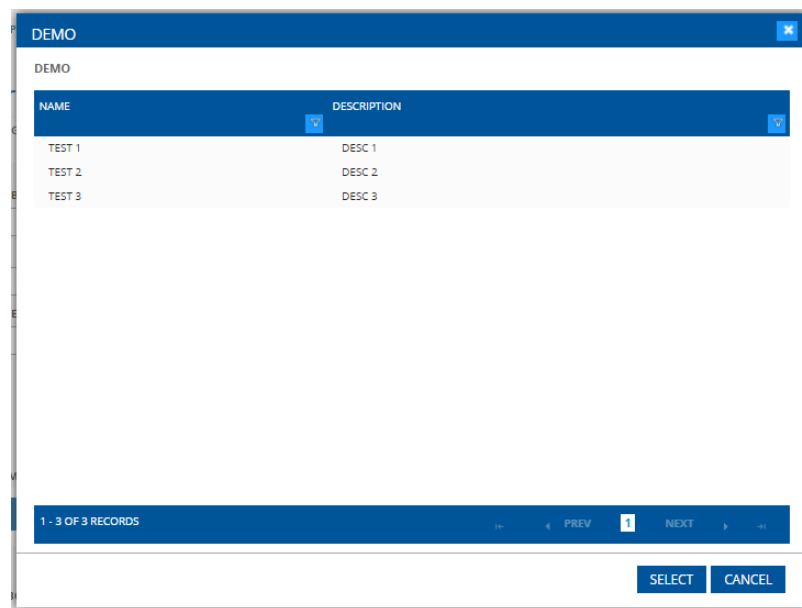 DEMO
DEMO
NAME DESCRIPTION
TEST 1 DESC 1
TEST 2 DESC 2
TEST 3 DESC 3
1 - 3 OF 3 RECORDS PREV 1 NEXT
SELECT CANCEL